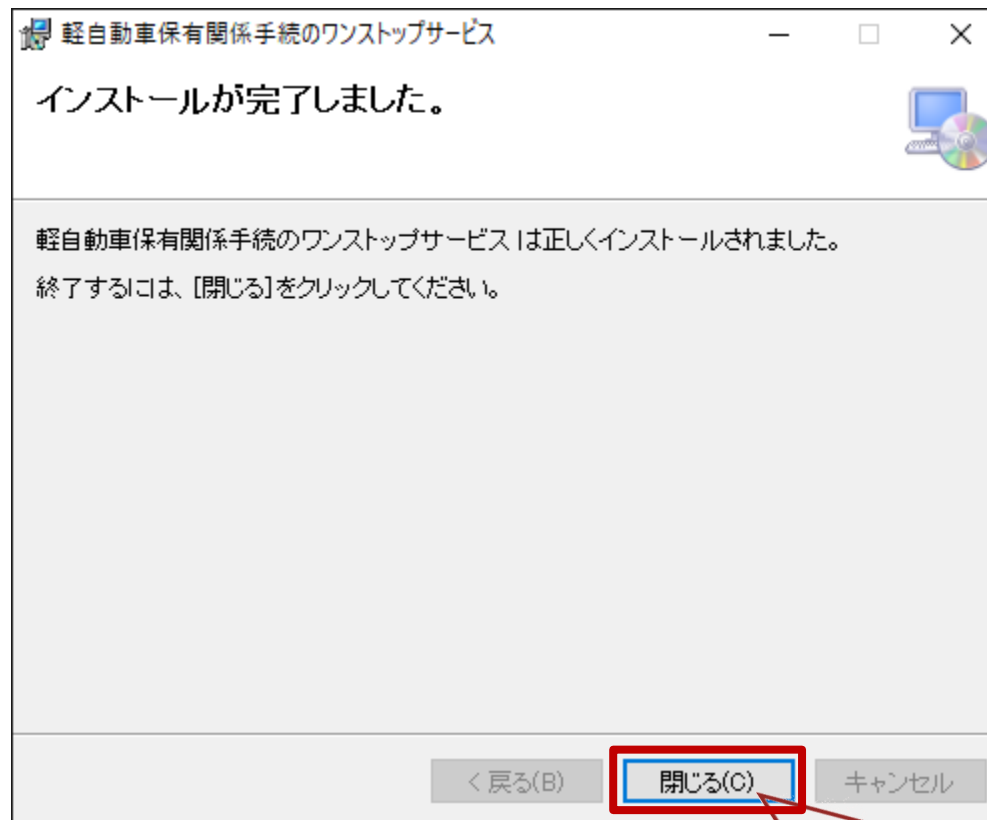 軽自動車保有関係手続のワンストップサービス
インストールが完了しました。
軽自動車保有関係手続のワンストップサービス は正しくインストールされました。
終了するには、[閉じる]をクリックしてください。
< 戻る(B) 閉じる(C) キャンセル